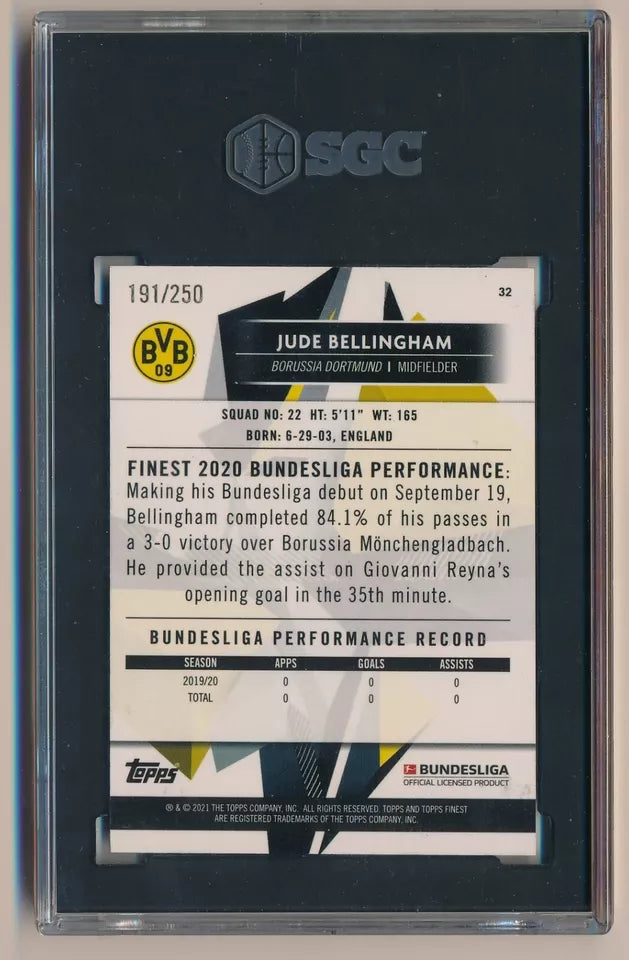 SGC
191/250
32
BVB
09
JUDE BELLINGHAM
BORUSSIA DORTMUND | MIDFIELDER
SQUAD NO: 22 HT: 5'11" WT: 165
BORN: 6-29-03, ENGLAND
FINEST 2020 BUNDESLIGA PERFORMANCE:
Making his Bundesliga debut on September 19,
Bellingham completed 84.1% of his passes in
a 3-0 victory over Borussia Mönchengladbach.
He provided the assist on Giovanni Reyna's
opening goal in the 35th minute.
BUNDESLIGA PERFORMANCE RECORD
SEASON APPS GOALS ASSISTS
2019/20 0 0 0
TOTAL 0 0 0
topps
BUNDESLIGA
OFFICIAL LICENSED PRODUCT
® & © 2021 THE TOPPS COMPANY, INC. ALL RIGHTS RESERVED. TOPPS AND TOPPS FINEST
ARE REGISTERED TRADEMARKS OF THE TOPPS COMPANY, INC.